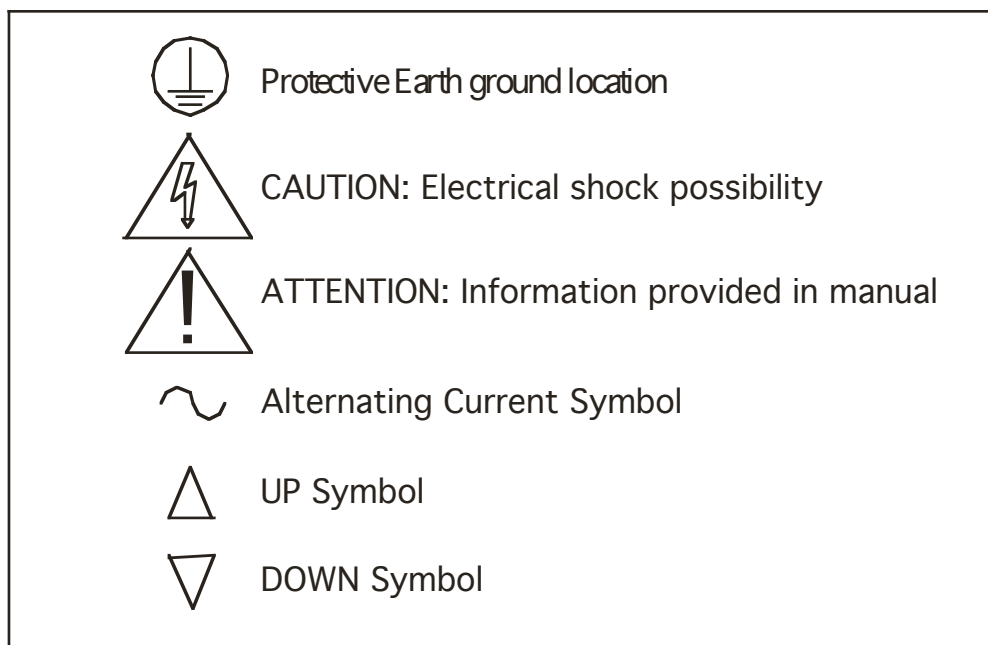 Protective Earth ground location
CAUTION: Electrical shock possibility
!
ATTENTION: Information provided in manual
Alternating Current Symbol
UP Symbol
DOWN Symbol